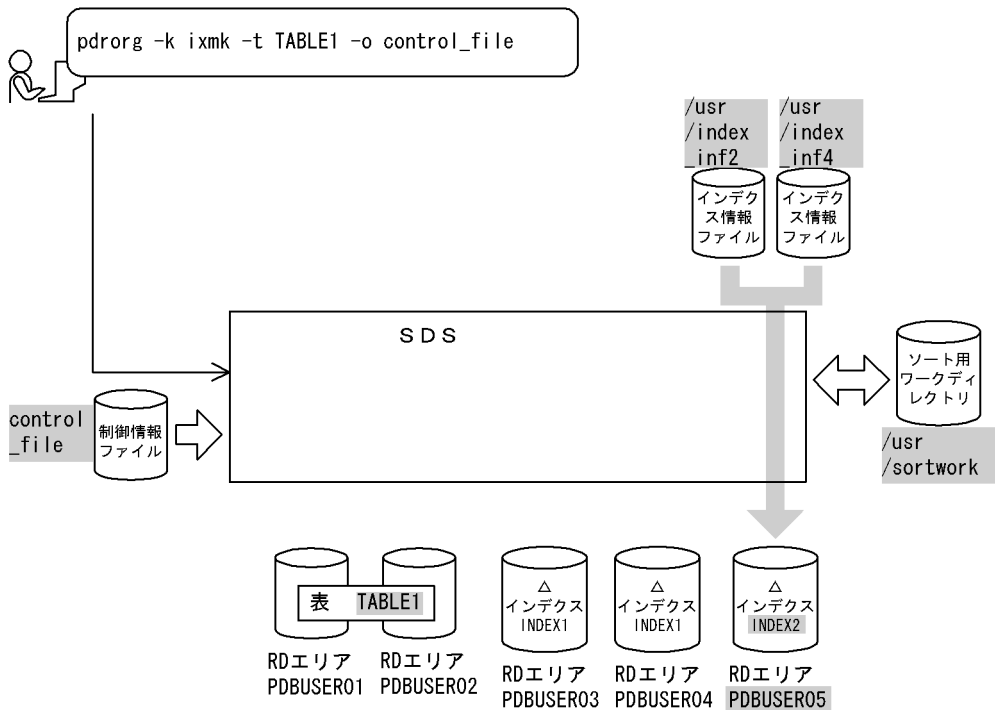 pdrorg -k ixmk -t TABLE1 -o control_file
/usr
/index
_inf2
/usr
/index
_inf4
インデク
ス情報
ファイル
インデク
ス情報
ファイル
ＳＤＳ
ソート用
ワークディ
レクトリ
/usr
/sortwork
control
_file
制御情報
ファイル
表 TABLE1
RDエリア
PDBUSER01
RDエリア
PDBUSER02
△
インデクス
INDEX1
RDエリア
PDBUSER03
△
インデクス
INDEX1
RDエリア
PDBUSER04
△
インデクス
INDEX2
RDエリア
PDBUSER05